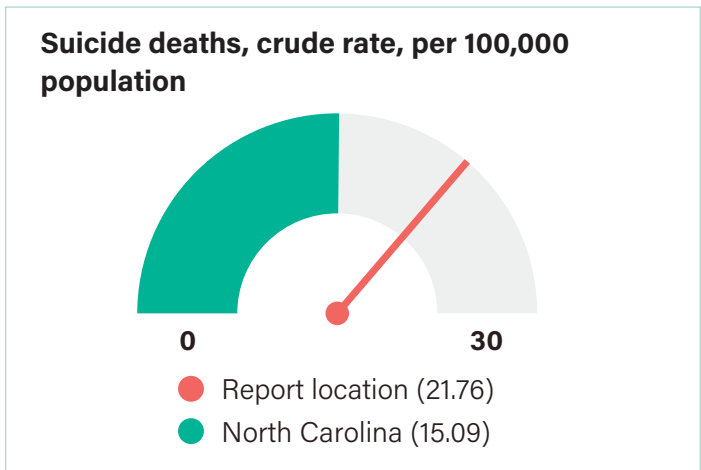 Suicide deaths, crude rate, per 100,000
population
0
30
Report location (21.76)
North Carolina (15.09)